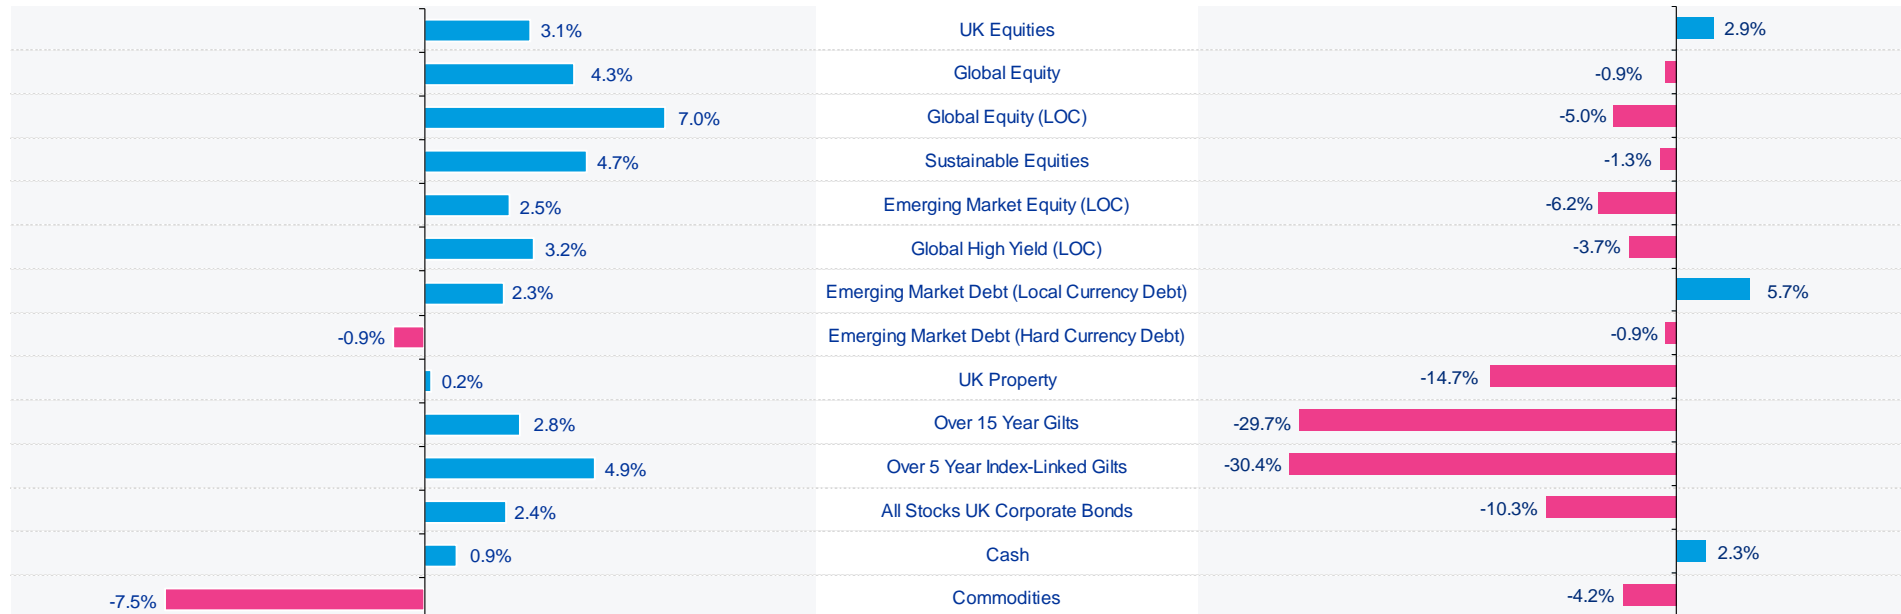 3.1% UK Equities 2.9%
4.3% Global Equity -0.9%
7.0% Global Equity (LOC) -5.0%
4.7% Sustainable Equities -1.3%
2.5% Emerging Market Equity (LOC) -6.2%
3.2% Global High Yield (LOC) -3.7%
2.3% Emerging Market Debt (Local Currency Debt) 5.7%
-0.9% Emerging Market Debt (Hard Currency Debt) -0.9%
0.2% UK Property -14.7%
2.8% Over 15 Year Gilts -29.7%
4.9% Over 5 Year Index-Linked Gilts -30.4%
2.4% All Stocks UK Corporate Bonds -10.3%
0.9% Cash 2.3%
-7.5% Commodities -4.2%